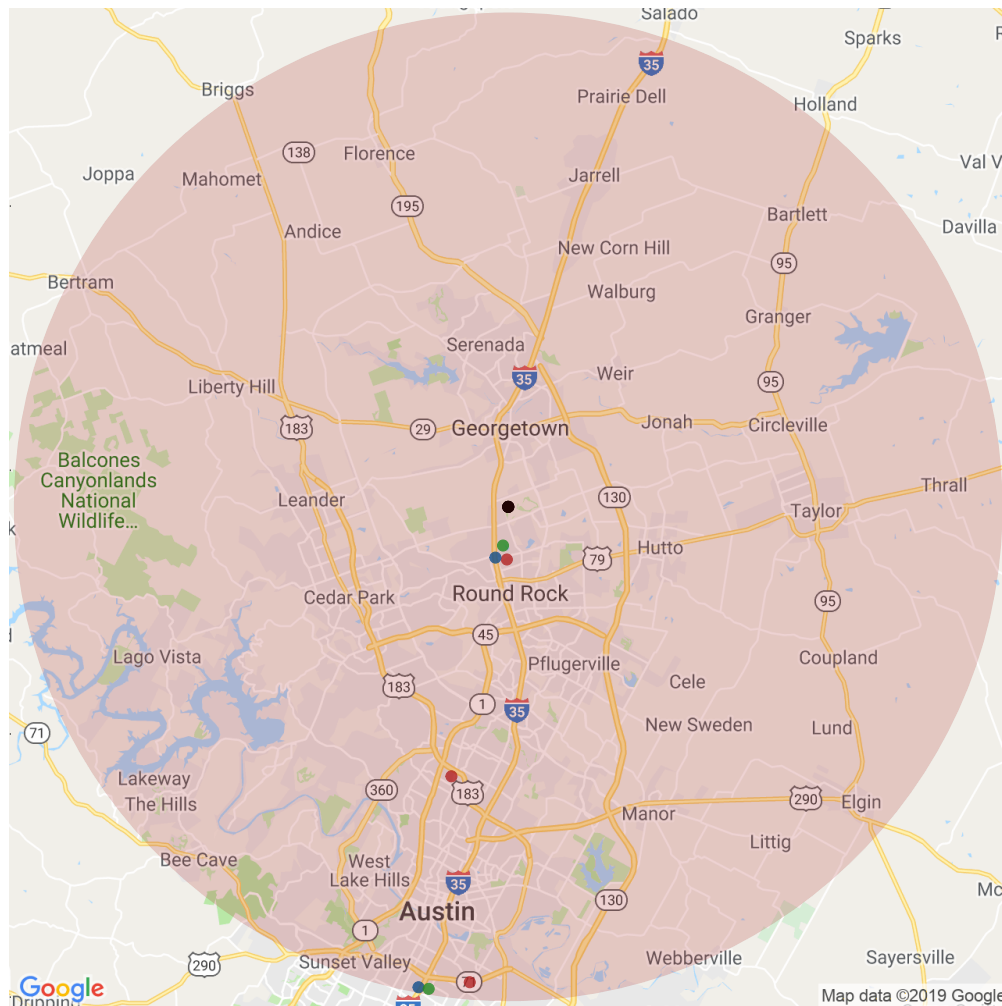 Salado
Sparks
35
Briggs
Prairie Dell
Holland
138
Florence
Joppa
Mahomet
Jarrell
Val V
195
Bartlett
Andice
Davilla
New Corn Hill
95
Bertram
Walburg
Granger
Serenada
atmeal
35
Weir
95
Liberty Hill
183
29
Georgetown
Jonah
Circleville
Balcones
Canyonlands
National
Wildlife...
Leander
130
Thrall
Taylor
Hutto
79
Cedar Park
Round Rock
95
45
Lago Vista
Pflugerville
Coupland
183
Cele
1
35
New Sweden
Lund
71
Lakeway
The Hills
360
183
290
Elgin
Manor
Littig
Bee Cave
West
Lake Hills
35
Mc
130
Austin
1
290
Sunset Valley
Webberville
Sayersville
Google
Dripping
Map data ©2019 Google